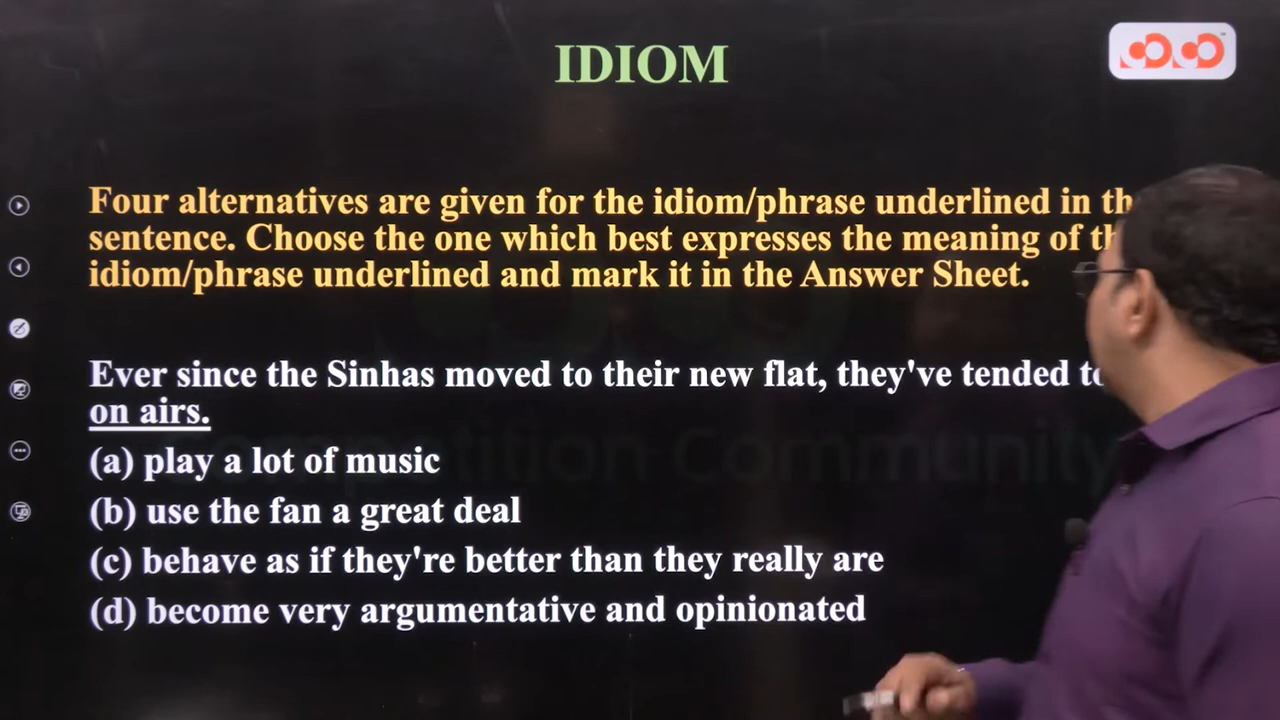 IDIOM
Four alternatives are given for the idiom/phrase underlined in
sentence. Choose the one which best expresses the meaning of
idiom/phrase underlined and mark it in the Answer Sheet.
Ever since the Sinhas moved to their new flat, they've tended
on airs.
(a) play a lot of music
(b) use the fan a great deal
(c) behave as if they're better than they really are
(d) become very argumentative and opinionated
Competition Community